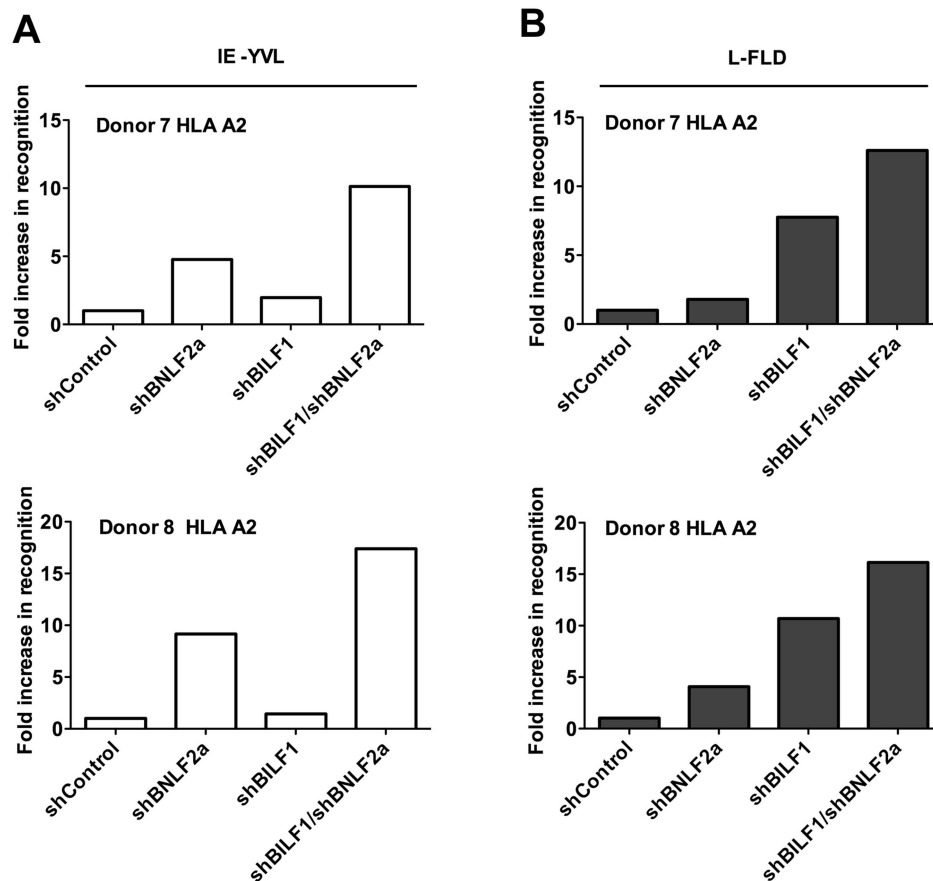 A
IE -YVL
Fold increase in recognition
15
10
5
0
Donor 7 HLA A2
shControl
shBNLF2a
shBILF1
shBILF1/shBNLF2a
Fold increase in recognition
20
15
10
5
0
Donor 8 HLA A2
shControl
shBNLF2a
shBILF1
shBILF1/shBNLF2a
B
L-FLD
Fold increase in recognition
15
10
5
0
Donor 7 HLA A2
shControl
shBNLF2a
shBILF1
shBILF1/shBNLF2a
Fold increase in recognition
20
15
10
5
0
Donor 8 HLA A2
shControl
shBNLF2a
shBILF1
shBILF1/shBNLF2a